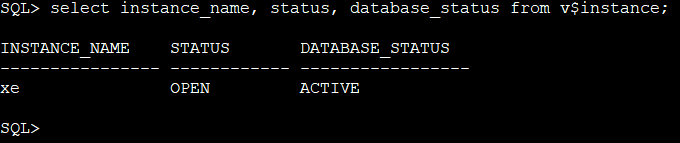 SQL> select instance_name, status, database_status from v$instance;
INSTANCE_NAME    STATUS       DATABASE_STATUS
---------------- ------------ -----------------
xe               OPEN         ACTIVE
SQL>